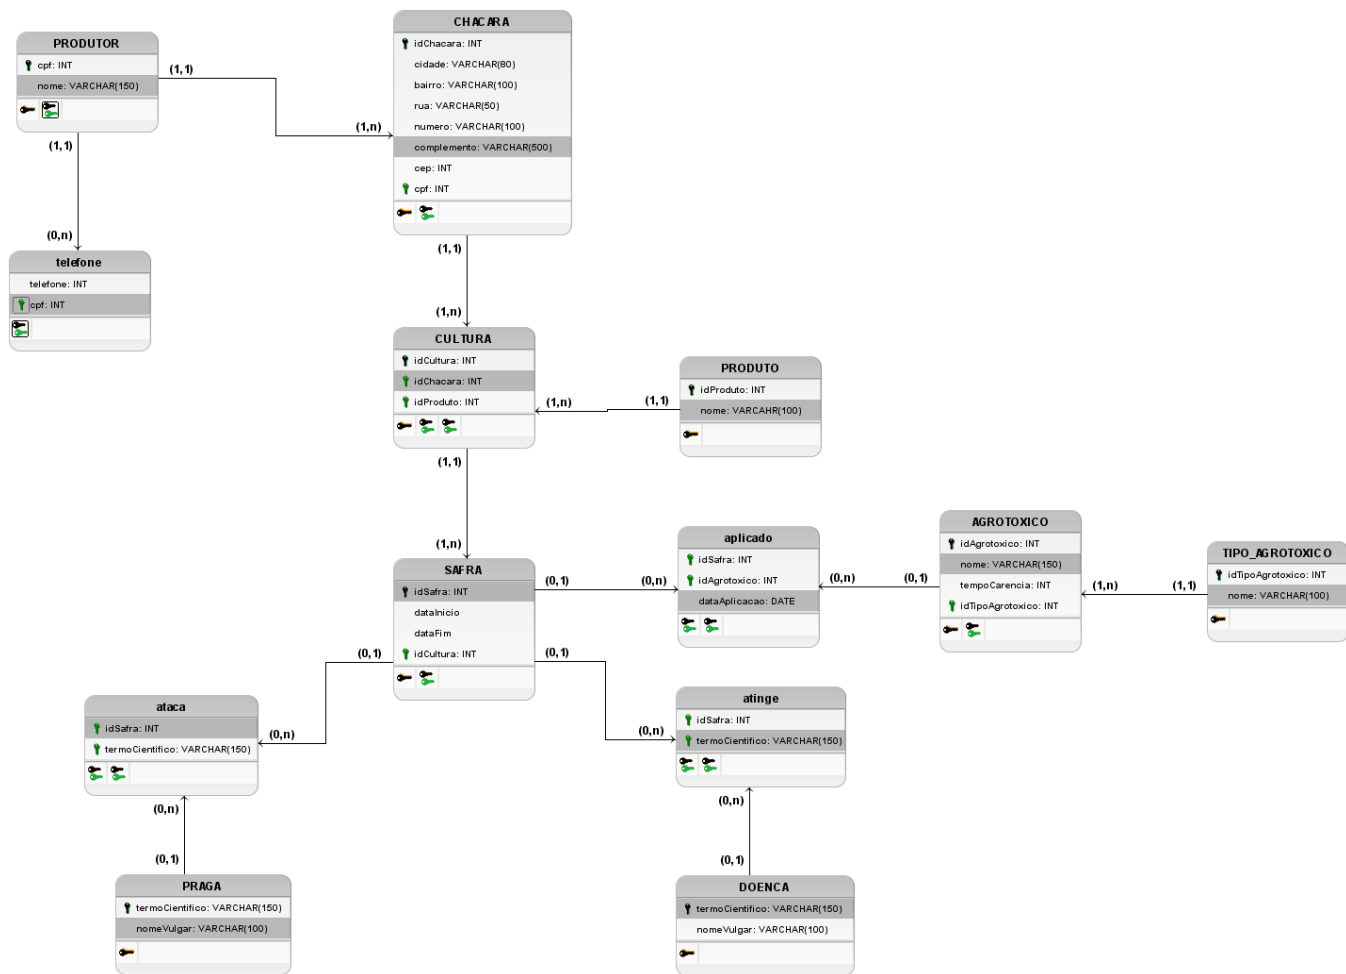 CHACARA
idChacara: INT
cidade: VARCHAR(80)
bairro: VARCHAR(100)
rua: VARCHAR(50)
numero: VARCHAR(100)
complemento: VARCHAR(500)
cep: INT
cpf: INT
PRODUTOR
cpf: INT
nome: VARCHAR(150)
(1,1)
(1,n)
(1,1)
(0,n)
telefone
telefone: INT
cpf: INT
(1,1)
(1,n)
CULTURA
idCultura: INT
idChacara: INT
idProduto: INT
(1,n)
(1,1)
PRODUTO
idProduto: INT
nome: VARCAHR(100)
(1,1)
(1,n)
SAFRA
idSafra: INT
dataInicio
dataFim
idCultura: INT
(0,1)
(0,n)
aplicado
idSafra: INT
idAgrotoxico: INT
dataAplicacao: DATE
(0,n)
(0,1)
AGROTOXICO
idAgrotoxico: INT
nome: VARCHAR(150)
tempoCarencia: INT
idTipoAgrotoxico: INT
(1,n)
(1,1)
TIPO_AGROTOXICO
idTipoAgrotoxico: INT
nome: VARCHAR(100)
(0,1)
(0,n)
ataca
idSafra: INT
termoCientifico: VARCHAR(150)
(0,1)
(0,n)
atinge
idSafra: INT
termoCientifico: VARCHAR(150)
(0,n)
(0,1)
PRAGA
termoCientifico: VARCHAR(150)
nomeVulgar: VARCHAR(100)
(0,n)
(0,1)
DOENCA
termoCientifico: VARCHAR(150)
nomeVulgar: VARCHAR(100)